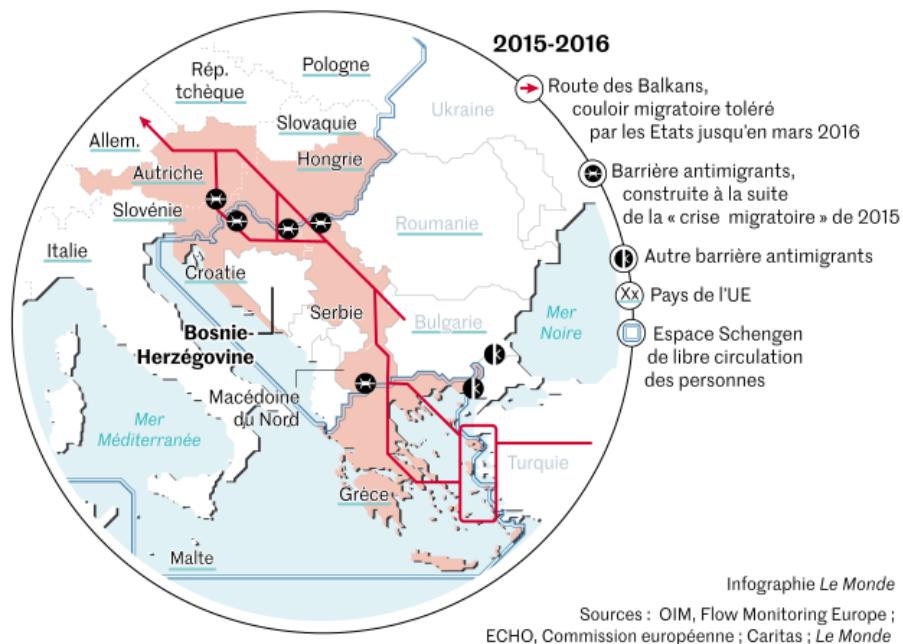 2015-2016
Route des Balkans,
couloir migratoire toléré
par les Etats jusqu'en mars 2016
Barrière antimigrants,
construite à la suite
de la « crise migratoire » de 2015
Autre barrière antimigrants
Xx
Pays de l'UE
Espace Schengen
de libre circulation
des personnes
Pologne
Rép.
tchèque
Ukraine
Slovaquie
Allem.
Hongrie
Autriche
Slovénie
Roumanie
Italie
Croatie
Serbie
Mer
Noire
Bulgarie
Bosnie-
Herzégovine
Macédoine
du Nord
Mer
Méditerranée
Turquie
Grèce
Malte
Infographie Le Monde
Sources : OIM, Flow Monitoring Europe ;
ECHO, Commission européenne ; Caritas ; Le Monde